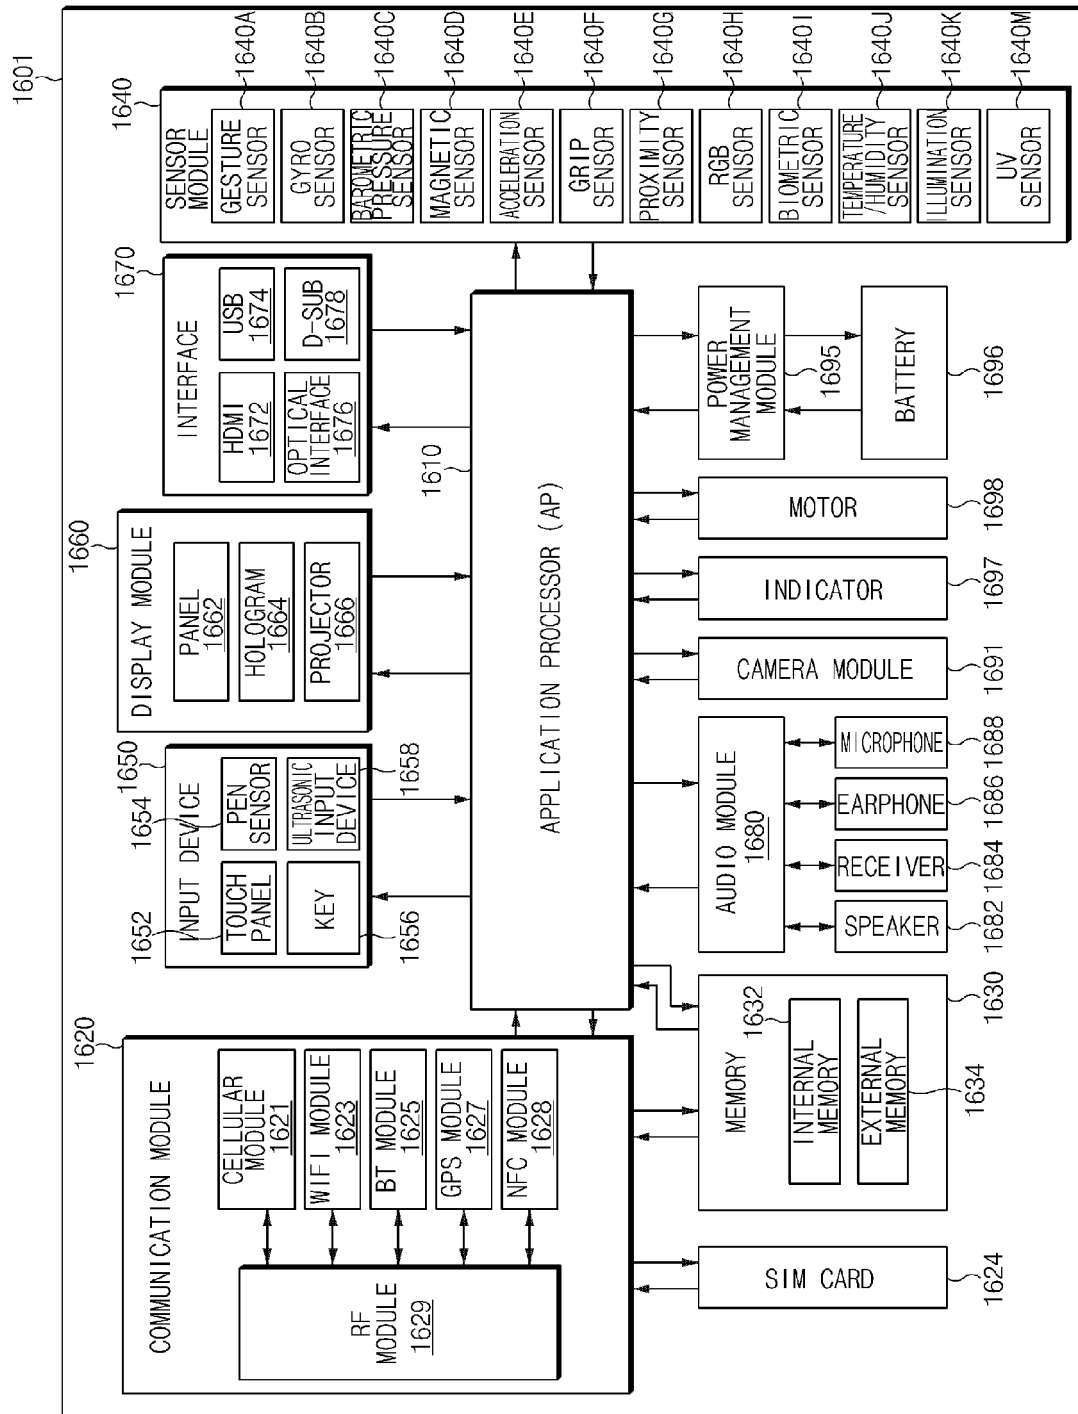 1601
COMMUNICATION MODULE
1620
CELLULAR
MODULE
1621
WIFI MODULE
1623
BT MODULE
1625
GPS MODULE
1627
NFC MODULE
1628
RF
MODULE
1629
INPUT DEVICE
1650
1652
TOUCH
PANEL
1654
PEN
SENSOR
KEY
1656
ULTRASONIC
INPUT
DEVICE
1658
DISPLAY MODULE
1660
PANEL
1662
HOLOGRAM
1664
PROJECTOR
1666
INTERFACE
1670
HDMI
1672
USB
1674
OPTICAL
INTERFACE
1676
D-SUB
1678
SENSOR
MODULE
1640
GESTURE
SENSOR
1640A
GYRO
SENSOR
1640B
BAROMETRIC
PRESSURE
SENSOR
1640C
MAGNETIC
SENSOR
1640D
ACCELERATION
SENSOR
1640E
GRIP
SENSOR
1640F
PROXIMITY
SENSOR
1640G
RGB
SENSOR
1640H
BIOMETRIC
SENSOR
1640I
TEMPERATURE
/HUMIDITY
SENSOR
1640J
ILLUMINATION
SENSOR
1640K
UV
SENSOR
1640M
APPLICATION PROCESSOR (AP)
1610
SIM CARD
1624
MEMORY
1630
INTERNAL
MEMORY
1632
EXTERNAL
MEMORY
1634
AUDIO MODULE
1680
SPEAKER
1682
RECEIVER
1684
EARPHONE
1686
MICROPHONE
1688
CAMERA MODULE
1691
INDICATOR
1697
MOTOR
1698
POWER
MANAGEMENT
MODULE
1695
BATTERY
1696